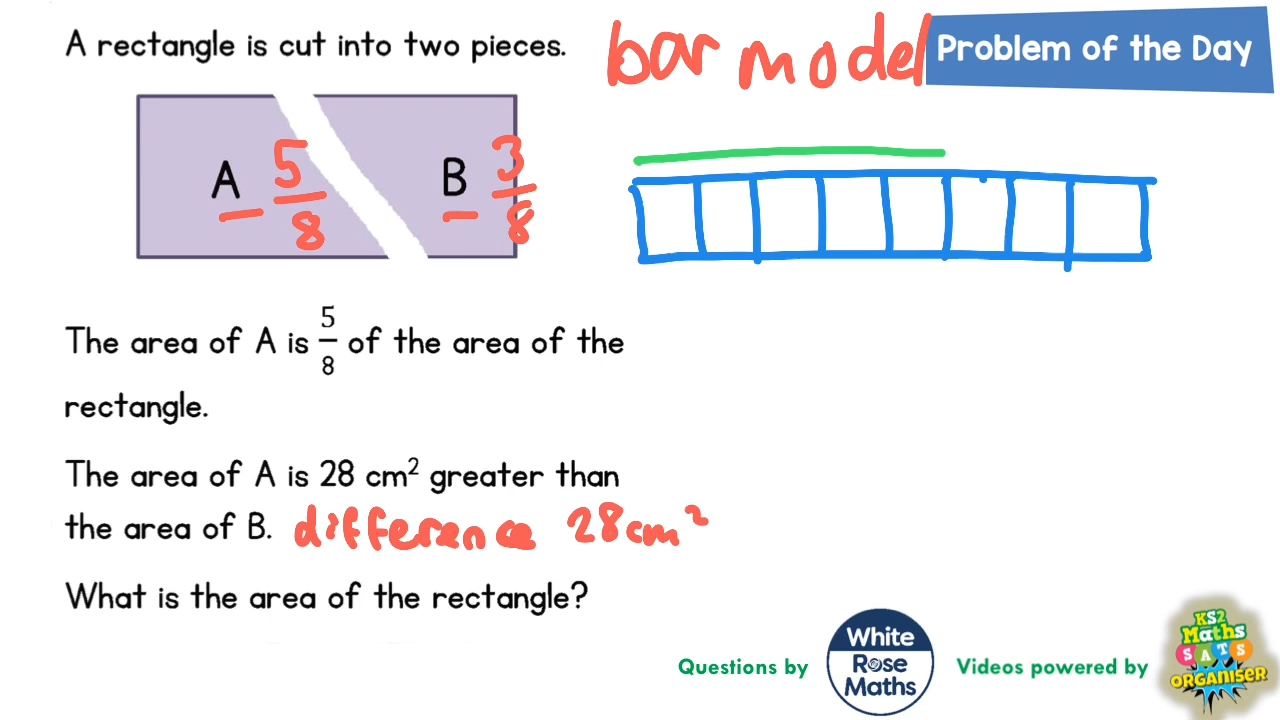 A rectangle is cut into two pieces.
bar model
Problem of the Day
A 5/8
B 3/8
The area of A is 5/8 of the area of the
rectangle.
The area of A is 28 cm² greater than
the area of B. difference 28cm²
What is the area of the rectangle?
Questions by
White
Rose
Maths
Videos powered by
KS2
Maths
SATS
ORGANISER